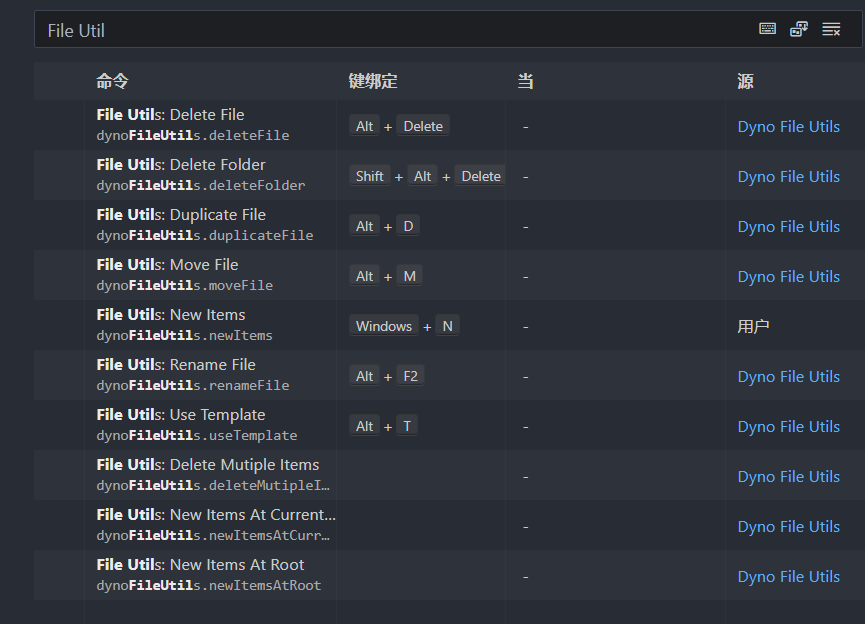 File Util
命令 键绑定 当 源
File Utils: Delete File
dynoFileUtils.deleteFile
Alt + Delete - Dyno File Utils
File Utils: Delete Folder
dynoFileUtils.deleteFolder
Shift + Alt + Delete - Dyno File Utils
File Utils: Duplicate File
dynoFileUtils.duplicateFile
Alt + D - Dyno File Utils
File Utils: Move File
dynoFileUtils.moveFile
Alt + M - Dyno File Utils
File Utils: New Items
dynoFileUtils.newItems
Windows + N - 用户
File Utils: Rename File
dynoFileUtils.renameFile
Alt + F2 - Dyno File Utils
File Utils: Use Template
dynoFileUtils.useTemplate
Alt + T - Dyno File Utils
File Utils: Delete Mutiple Items
dynoFileUtils.deleteMutipleI…
- Dyno File Utils
File Utils: New Items At Current...
dynoFileUtils.newItemsAtCurr…
- Dyno File Utils
File Utils: New Items At Root
dynoFileUtils.newItemsAtRoot
- Dyno File Utils